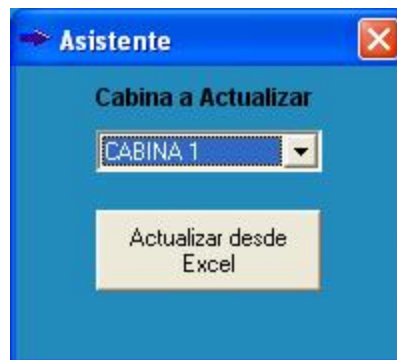 Asistente
Cabina a Actualizar
CABINA 1
Actualizar desde
Excel